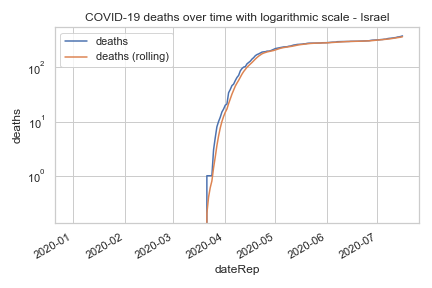 COVID-19 deaths over time with logarithmic scale - Israel
deaths
deaths (rolling)
10²
10¹
10⁰
deaths
2020-01
2020-02
2020-03
2020-04
2020-05
2020-06
2020-07
dateRep